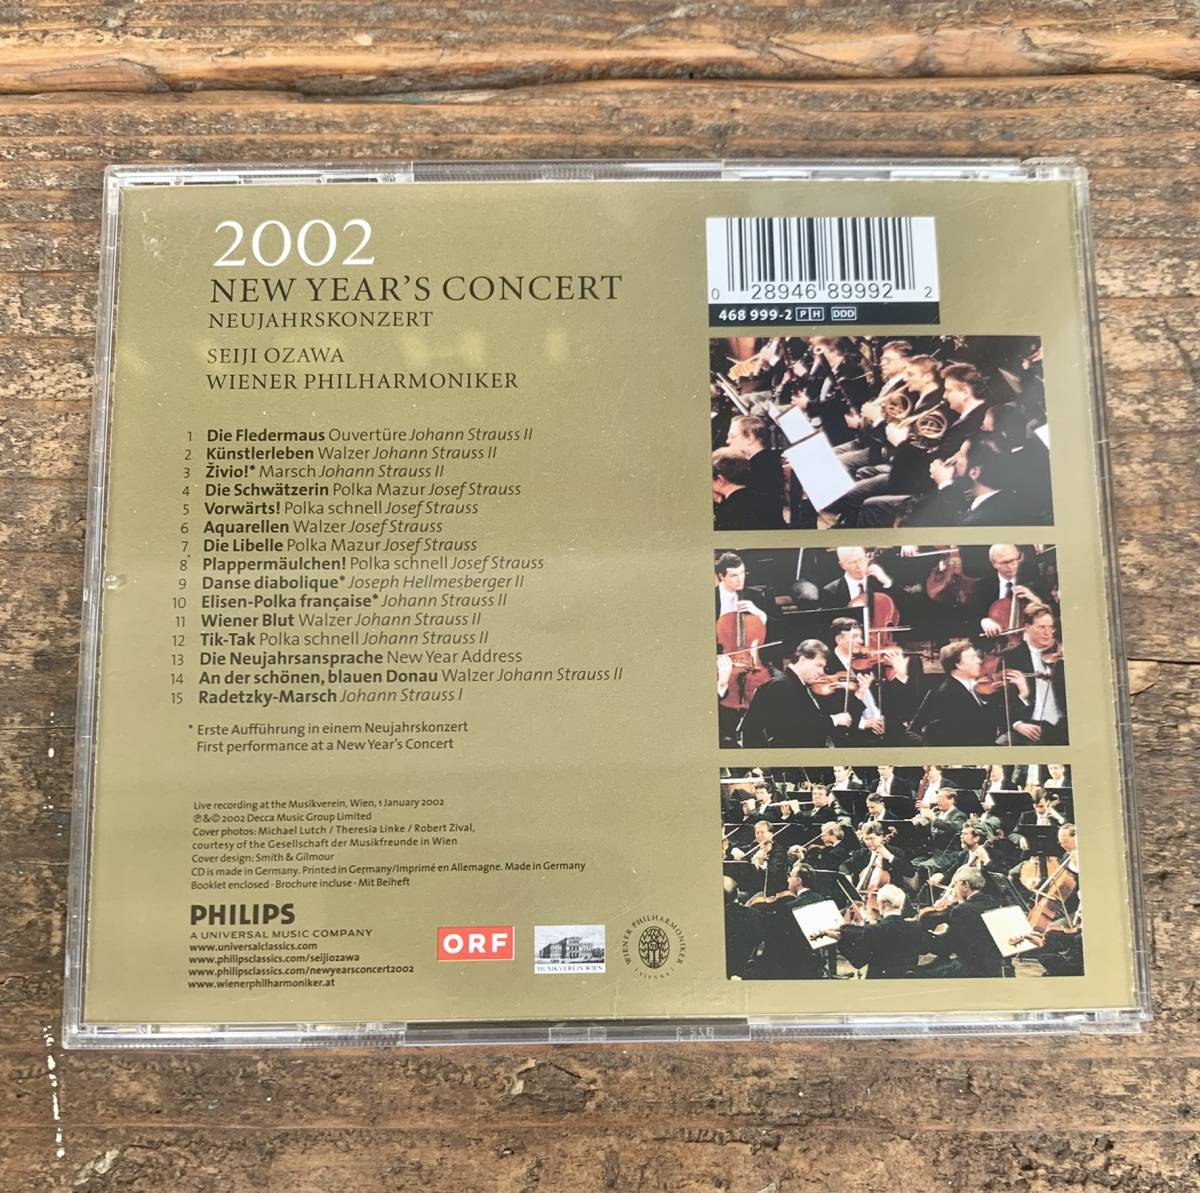 2002
NEW YEAR'S CONCERT
NEUJAHRSKONZERT
SEIJI OZAWA
WIENER PHILHARMONIKER
1 Die Fledermaus Ouvertüre Johann Strauss II
2 Künstlerleben Walzer Johann Strauss II
3 Živio!* Marsch Johann Strauss II
4 Die Schwätzerin Polka Mazur Josef Strauss
5 Vorwärts! Polka schnell Josef Strauss
6 Aquarellen Walzer Josef Strauss
7 Die Libelle Polka Mazur Josef Strauss
8 Plappermäulchen! Polka schnell Josef Strauss
9 Danse diabolique* Joseph Hellmesberger II
10 Elisen-Polka française* Johann Strauss II
11 Wiener Blut Walzer Johann Strauss II
12 Tik-Tak Polka schnell Johann Strauss II
13 Die Neujahrsansprache New Year Address
14 An der schönen, blauen Donau Walzer Johann Strauss II
15 Radetzky-Marsch Johann Strauss I
* Erste Aufführung in einem Neujahrskonzert
First performance at a New Year's Concert
Live recording at the Musikverein, Wien, 1 January 2002
℗&© 2002 Decca Music Group Limited
Cover photos: Michael Lutch / Theresia Linke / Robert Zival,
courtesy of the Gesellschaft der Musikfreunde in Wien
Cover design: Smith & Gilmour
CD is made in Germany. Printed in Germany/Imprimé en Allemagne. Made in Germany
Booklet enclosed · Brochure incluse · Mit Beiheft
PHILIPS
A UNIVERSAL MUSIC COMPANY
www.universalclassics.com
www.philipsclassics.com/seijiozawa
www.philipsclassics.com/newyearsconcert2002
www.wienerphilharmoniker.at
ORF
MUSIKVEREIN WIEN
WIENER PHILHARMONIKER
VIENNA
0 28946 89992 2
468 999-2 PH DDD